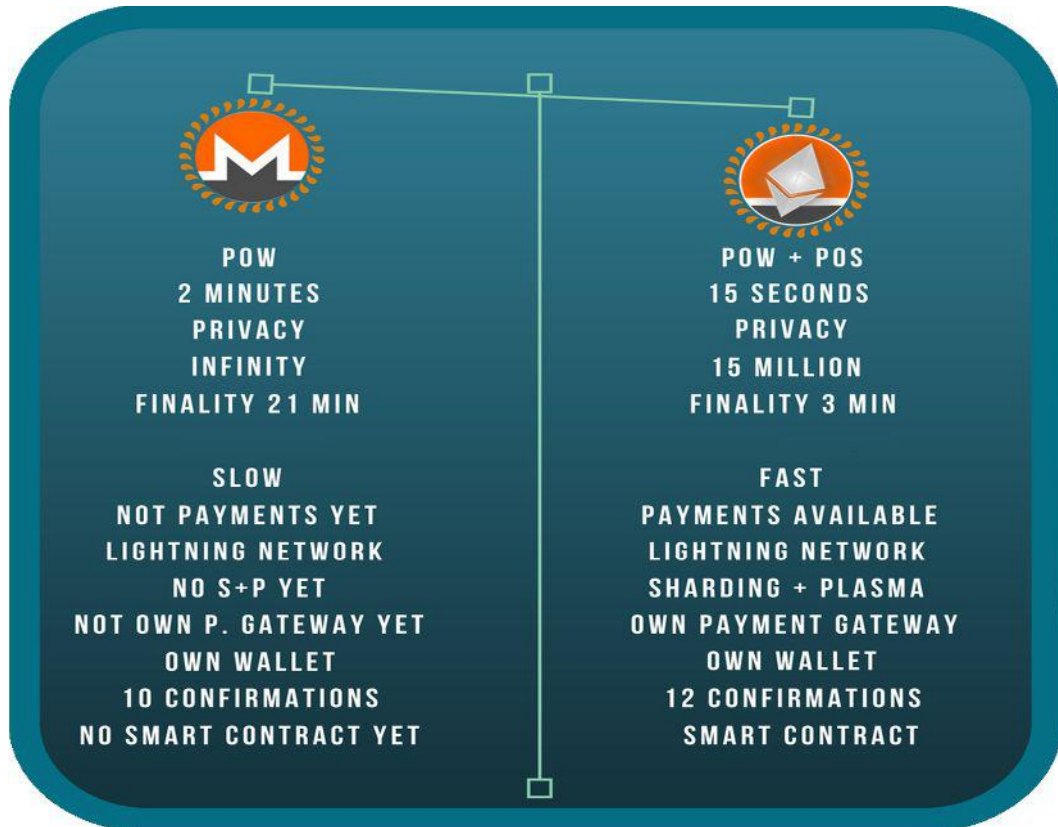 POW
2 MINUTES
PRIVACY
INFINITY
FINALITY 21 MIN
SLOW
NOT PAYMENTS YET
LIGHTNING NETWORK
NO S+P YET
NOT OWN P. GATEWAY YET
OWN WALLET
10 CONFIRMATIONS
NO SMART CONTRACT YET
POW + POS
15 SECONDS
PRIVACY
15 MILLION
FINALITY 3 MIN
FAST
PAYMENTS AVAILABLE
LIGHTNING NETWORK
SHARDING + PLASMA
OWN PAYMENT GATEWAY
OWN WALLET
12 CONFIRMATIONS
SMART CONTRACT